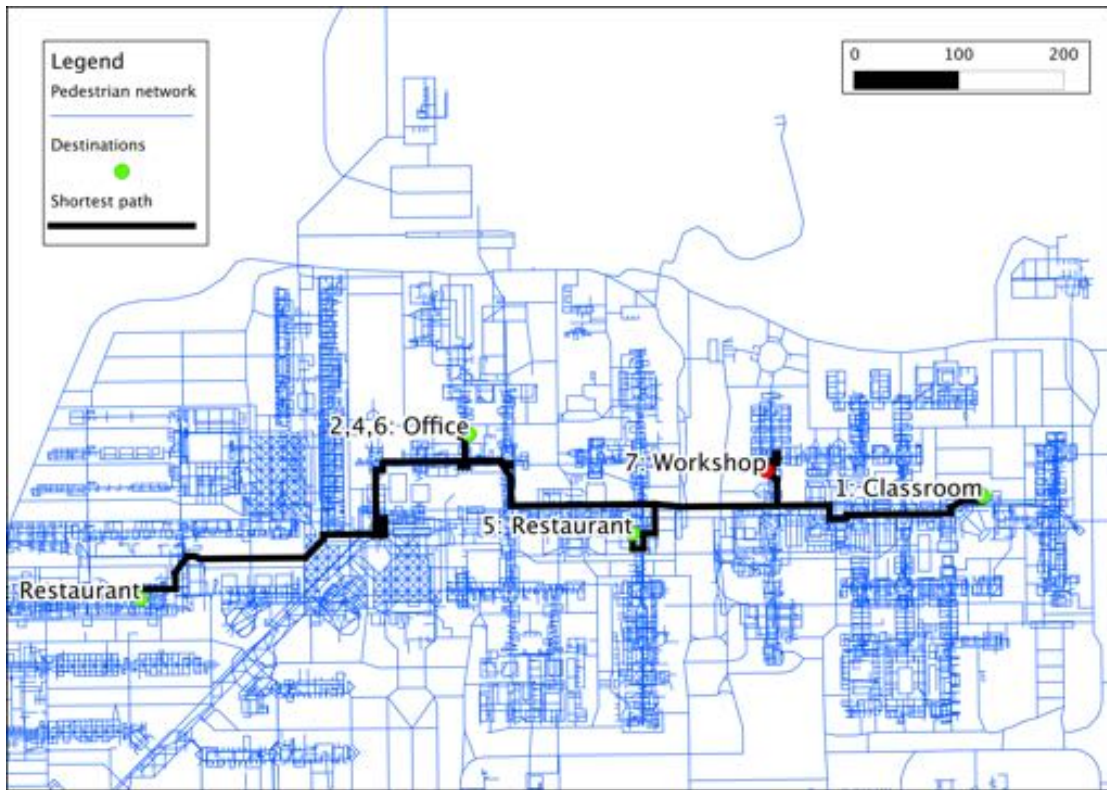 Legend
Pedestrian network
Destinations
Shortest path
0 100 200
2,4,6: Office
7: Workshop
1: Classroom
5: Restaurant
: Restaurant